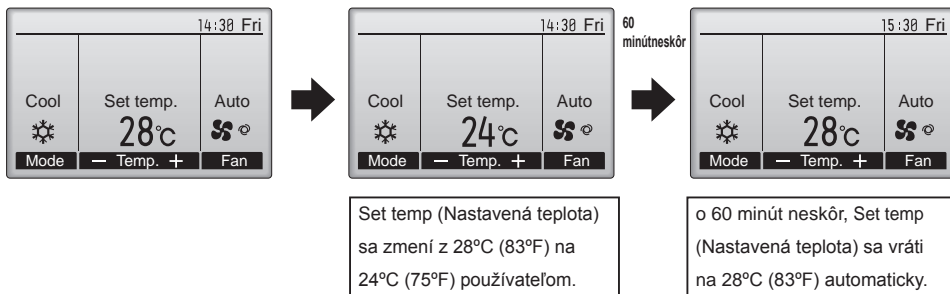 14:30 Fri
Cool Set temp. Auto
28°C
Mode — Temp. + Fan
14:30 Fri
Cool Set temp. Auto
24°C
Mode — Temp. + Fan
60
minútneskôr
15:30 Fri
Cool Set temp. Auto
28°C
Mode — Temp. + Fan
Set temp (Nastavená teplota)
sa zmení z 28ºC (83ºF) na
24ºC (75ºF) používateľom.
o 60 minút neskôr, Set temp
(Nastavená teplota) sa vráti
na 28ºC (83ºF) automaticky.